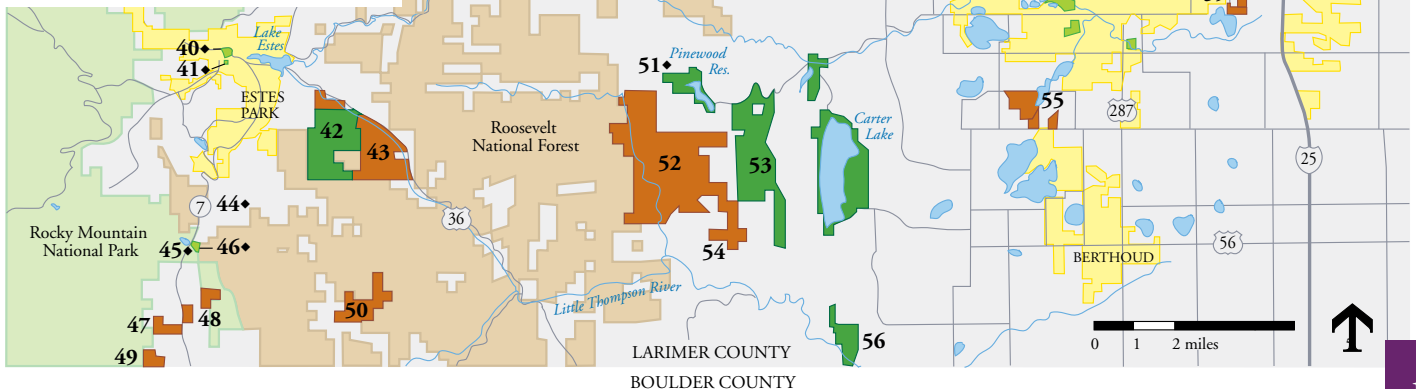 40
41
Lake
Estes
ESTES
PARK
42
43
44
7
Rocky Mountain
National Park
45
46
47
48
49
50
36
Roosevelt
National Forest
Little Thompson River
51
Pinewood
Res.
52
53
54
Carter
Lake
55
287
25
56
BERTHOUD
56
LARIMER COUNTY
BOULDER COUNTY
0 1 2 miles